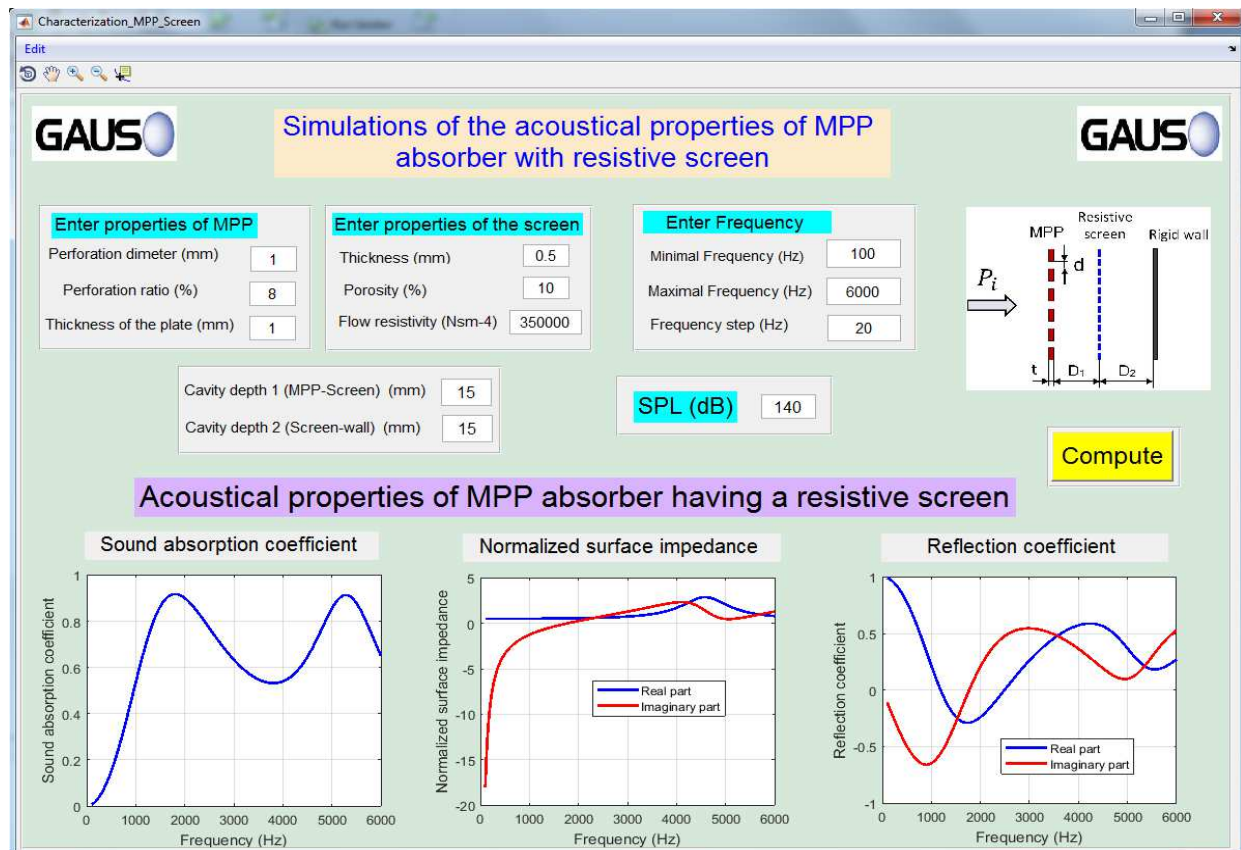 Characterization_MPP_Screen
Edit
GAUS
Simulations of the acoustical properties of MPP
absorber with resistive screen
GAUS
Enter properties of MPP
Perforation dimeter (mm) 1
Perforation ratio (%) 8
Thickness of the plate (mm) 1
Enter properties of the screen
Thickness (mm) 0.5
Porosity (%) 10
Flow resistivity (Nsm-4) 350000
Enter Frequency
Minimal Frequency (Hz) 100
Maximal Frequency (Hz) 6000
Frequency step (Hz) 20
Resistive
MPP screen Rigid wall
d
Pi
t D1 D2
Cavity depth 1 (MPP-Screen) (mm) 15
Cavity depth 2 (Screen-wall) (mm) 15
SPL (dB) 140
Compute
Acoustical properties of MPP absorber having a resistive screen
Sound absorption coefficient
Sound absorption coefficient
1
0.8
0.6
0.4
0.2
0
0 1000 2000 3000 4000 5000 6000
Frequency (Hz)
Normalized surface impedance
Normalized surface impedance
5
0
-5
-10
-15
-20
Real part
Imaginary part
0 1000 2000 3000 4000 5000 6000
Frequency (Hz)
Reflection coefficient
Reflection coefficient
1
0.5
0
-0.5
-1
Real part
Imaginary part
0 1000 2000 3000 4000 5000 6000
Frequency (Hz)